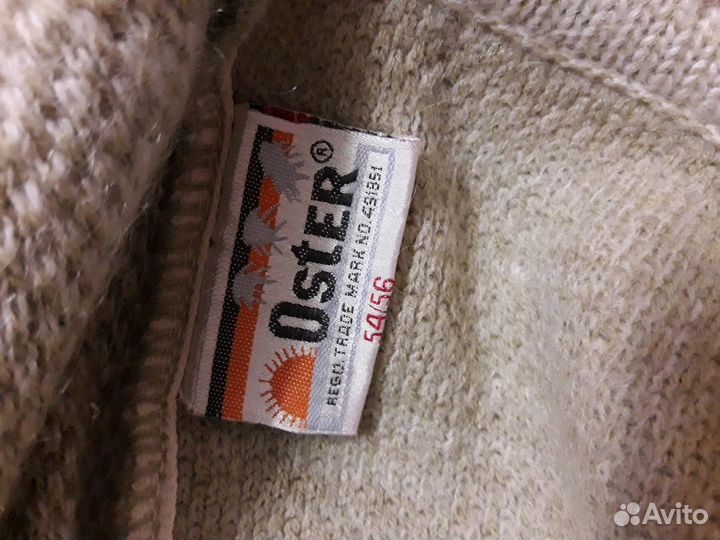 OstER®
REGD. TRADE MARK NO. 491851
54/56
Avito